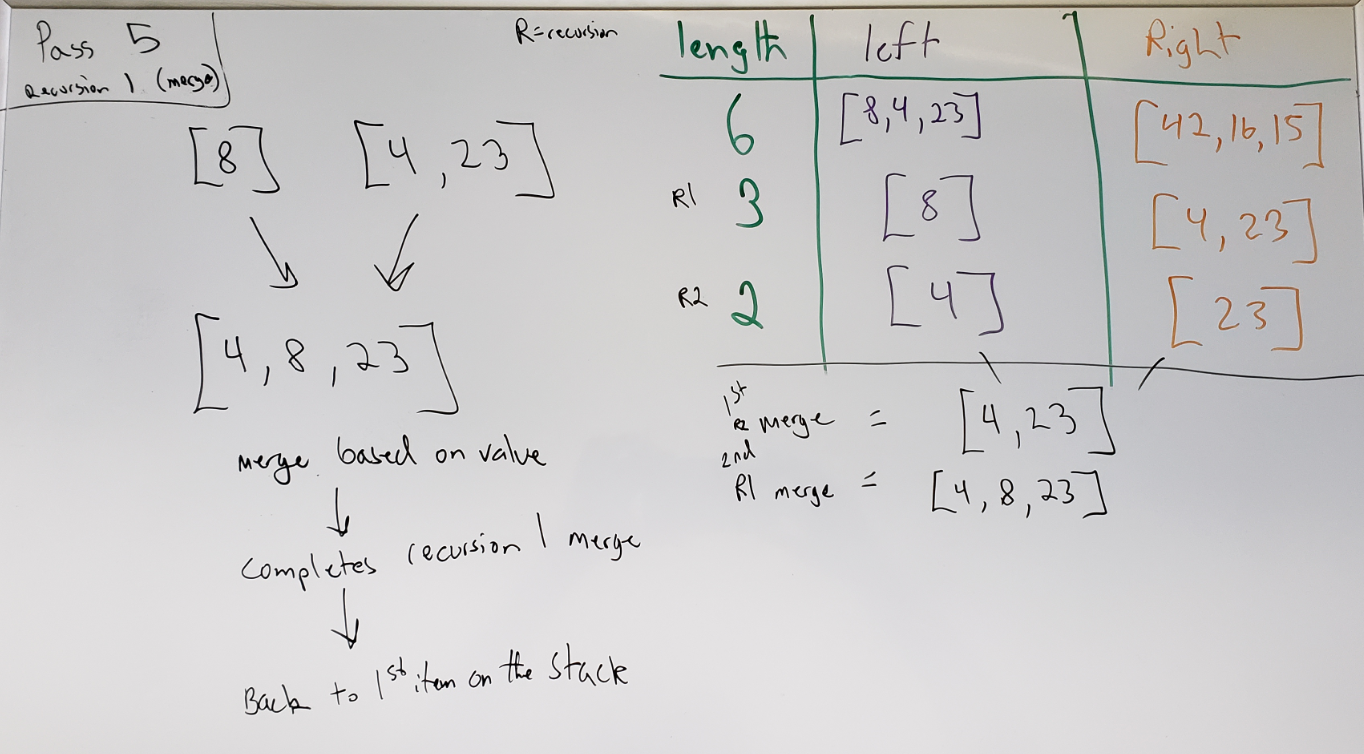 Pass 5
Recursion 1 (merge)
[8] [4,23]
[4,8,23]
merge based on value
Completes recursion 1 merge
Back to 1st item on the stack
R=recursion
length left Right
6 [8,4,23] [42,16,15]
R1 3 [8] [4,23]
R2 2 [4] [23]
1st
R2 merge = [4,23]
2nd
R1 merge = [4,8,23]